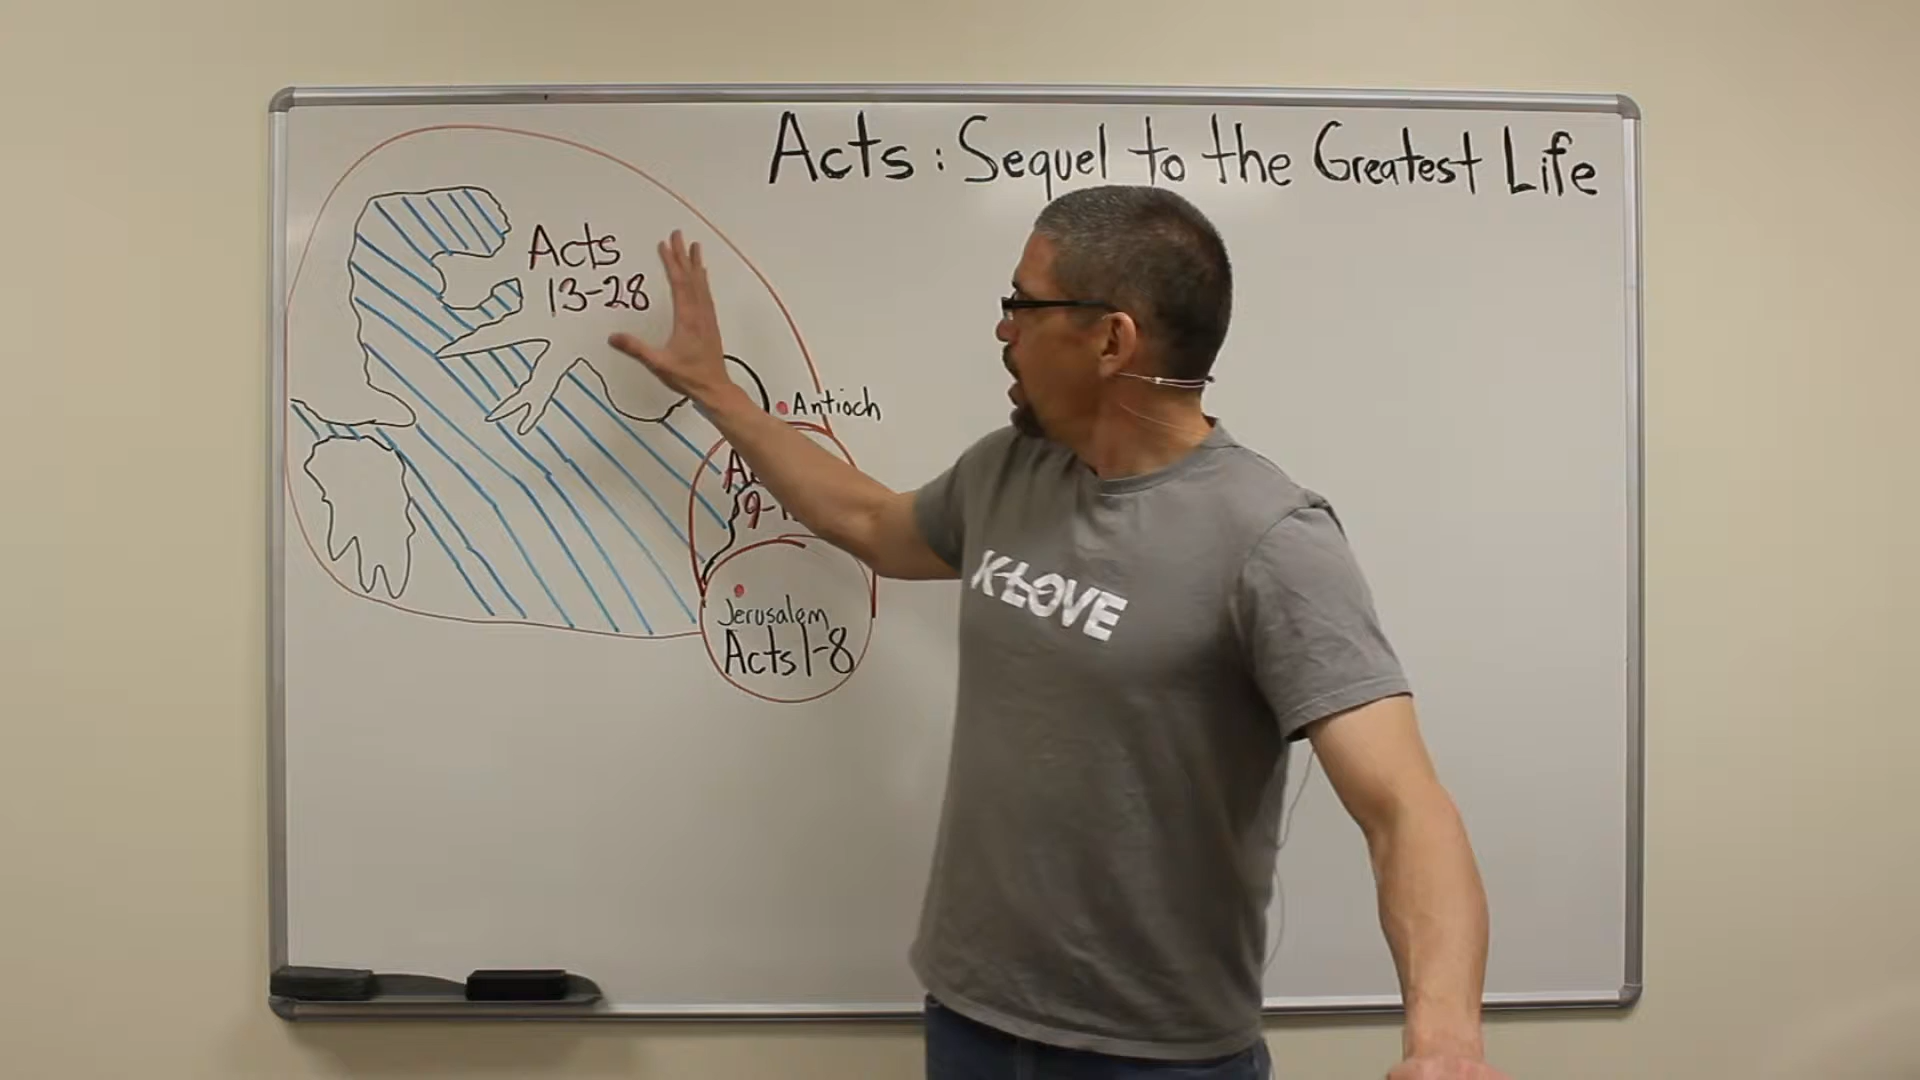 Acts : Sequel to the Greatest Life
Acts
13-28
Antioch
Jerusalem
Acts 1-8
K-LOVE